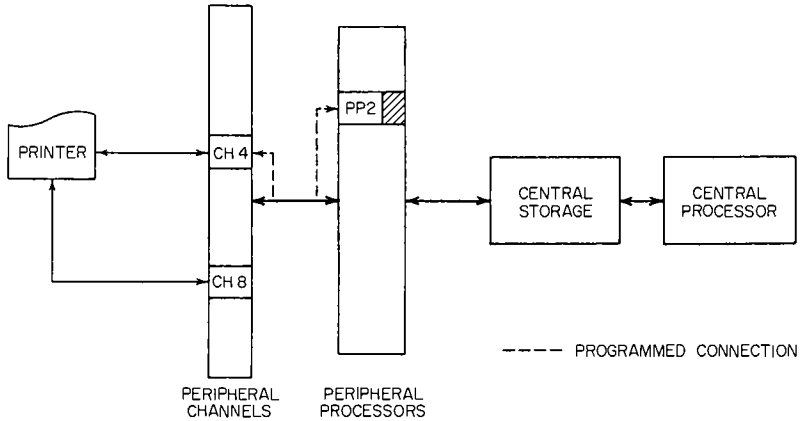 PRINTER
CH 4
CH 8
PERIPHERAL
CHANNELS
PP2
PERIPHERAL
PROCESSORS
CENTRAL
STORAGE
CENTRAL
PROCESSOR
PROGRAMMED CONNECTION